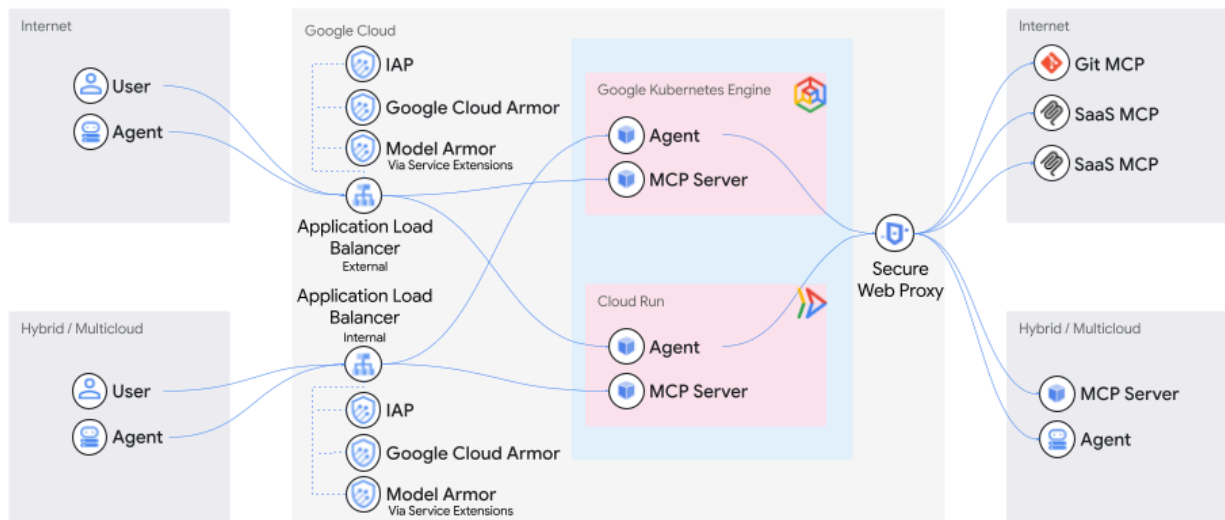 Internet
User
Agent
Hybrid / Multicloud
User
Agent
Google Cloud
IAP
Google Cloud Armor
Model Armor
Via Service Extensions
Application Load
Balancer
External
Application Load
Balancer
Internal
IAP
Google Cloud Armor
Model Armor
Via Service Extensions
Google Kubernetes Engine
Agent
MCP Server
Cloud Run
Agent
MCP Server
Secure
Web Proxy
Internet
Git MCP
SaaS MCP
SaaS MCP
Hybrid / Multicloud
MCP Server
Agent